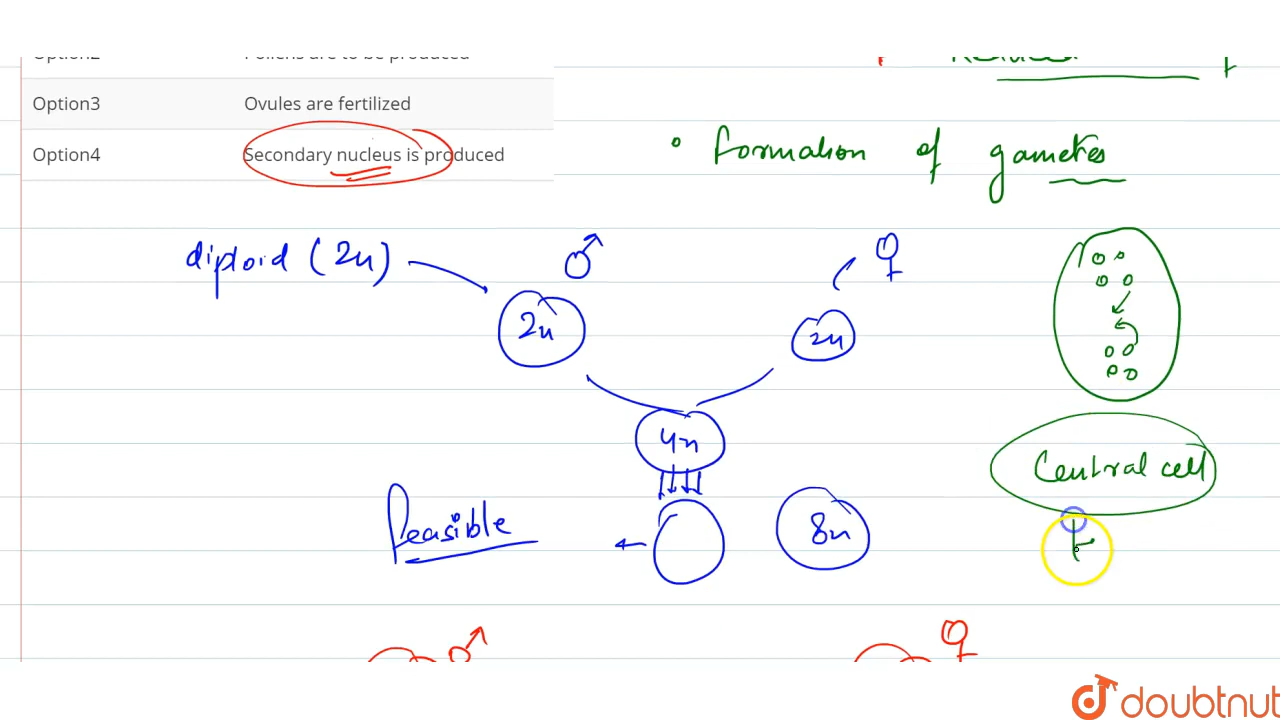 Option3 Ovules are fertilized
Option4 Secondary nucleus is produced
• formation of gametes
diploid (2n)
♂
♀
2n
2n
4n
Central cell
feasible
8n
♂
♀
doubtnut